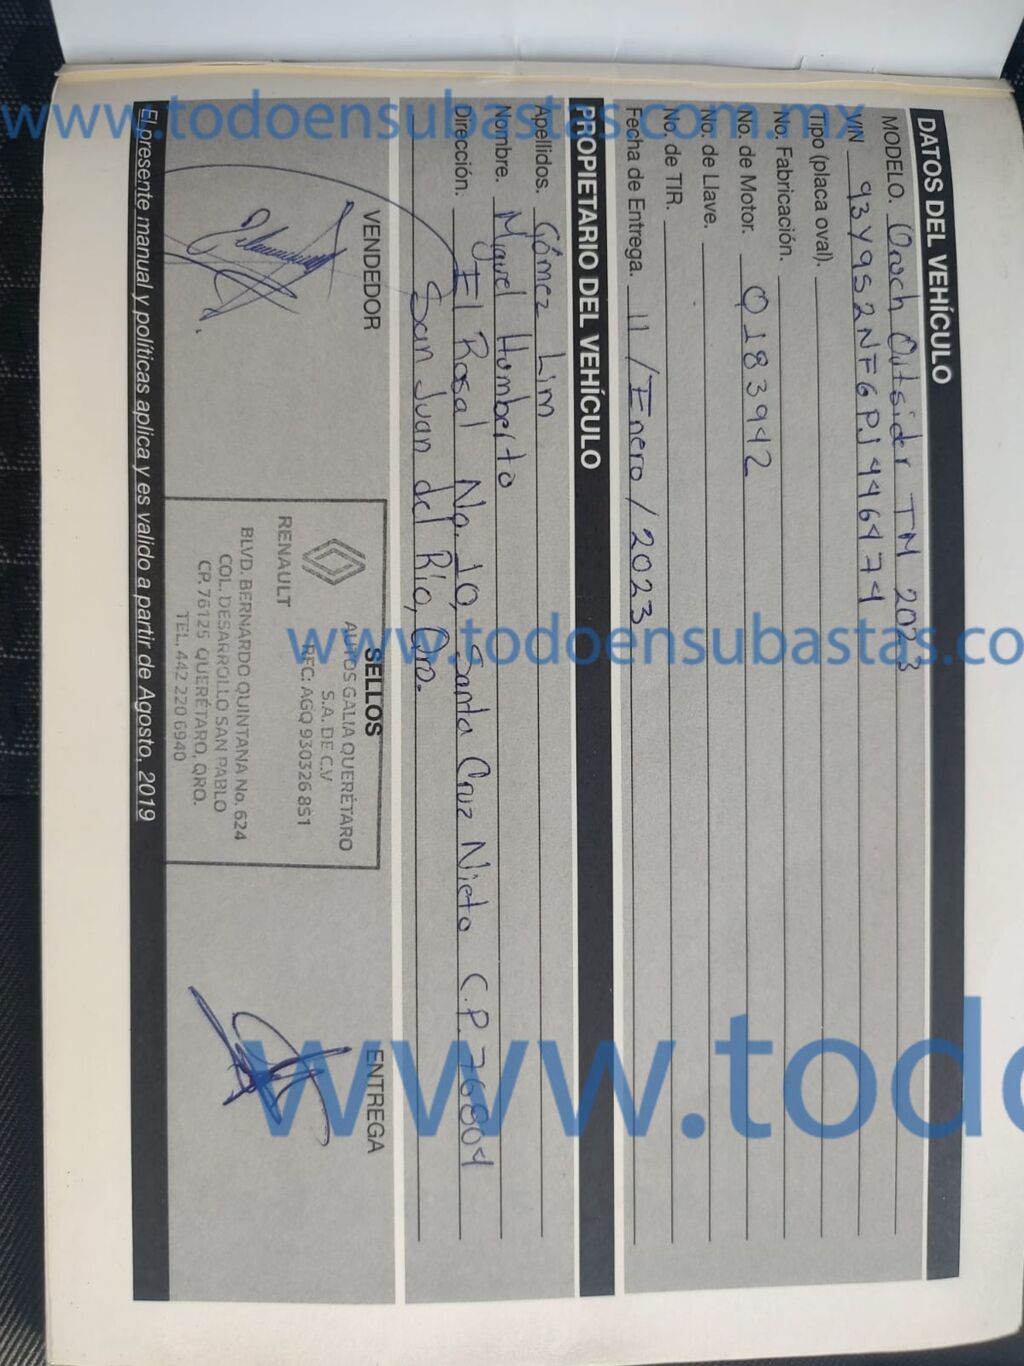 DATOS DEL VEHÍCULO
MODELO. Oroch Outsider TM 2023
VIN 93Y9S2NF6PJ446474
Tipo (placa oval).
No. Fabricación.
No. de Motor. Q183942
No. de Llave.
No. de TIR.
Fecha de Entrega. 11/Enero/2023
PROPIETARIO DEL VEHÍCULO
Apellidos. Gómez Lim
Nombre. Miguel Humberto
Dirección. El Rosal No. 10, Santa Cruz Nieto C.P. 76804
San Juan del Río, Qro.
VENDEDOR
SELLOS
ENTREGA
RENAULT
AUTOS GALIA QUERÉTARO
S.A. DE C.V
RFC: AGQ 930326 8S1
BLVD. BERNARDO QUINTANA No. 624
COL. DESARROLLO SAN PABLO
CP. 76125 QUERÉTARO, QRO.
TEL. 442 220 6940
El presente manual y políticas aplica y es valido a partir de Agosto, 2019
www.todoensubastas.com.mx
www.todoensubastas.co
www.todo